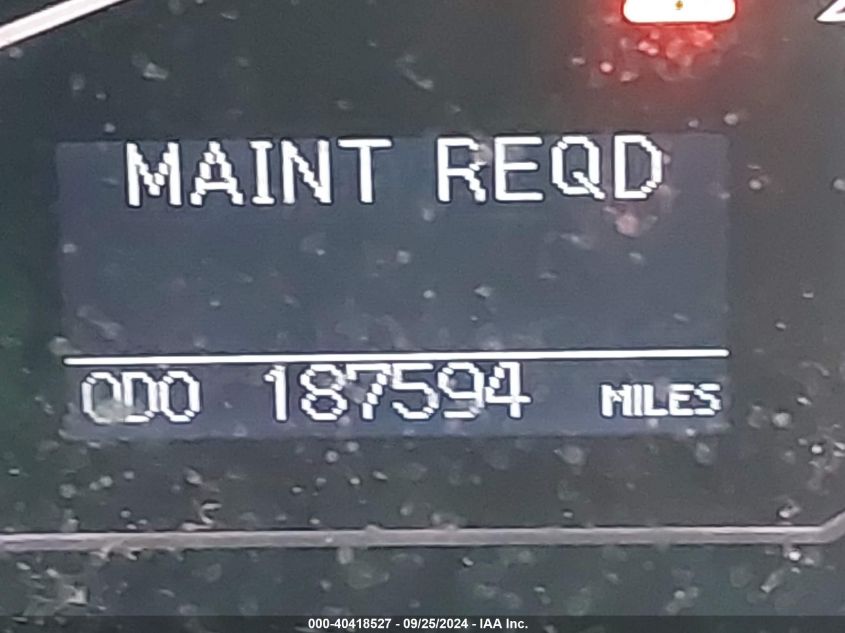 MAINT REQD
ODO 187594 MILES
000-40418527 - 09/25/2024 - IAA Inc.